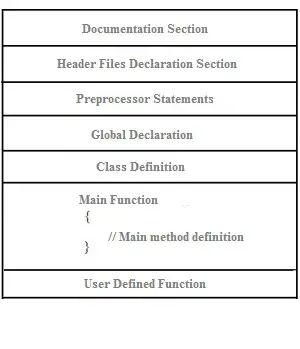 Documentation Section
Header Files Declaration Section
Preprocessor Statements
Global Declaration
Class Definition
Main Function
{
// Main method definition
}
User Defined Function